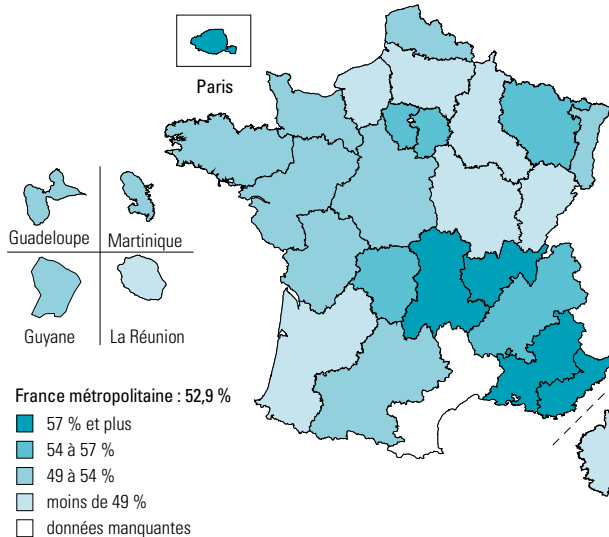 Paris
Guadeloupe
Martinique
Guyane
La Réunion
France métropolitaine : 52,9 %
57 % et plus
54 à 57 %
49 à 54 %
moins de 49 %
données manquantes